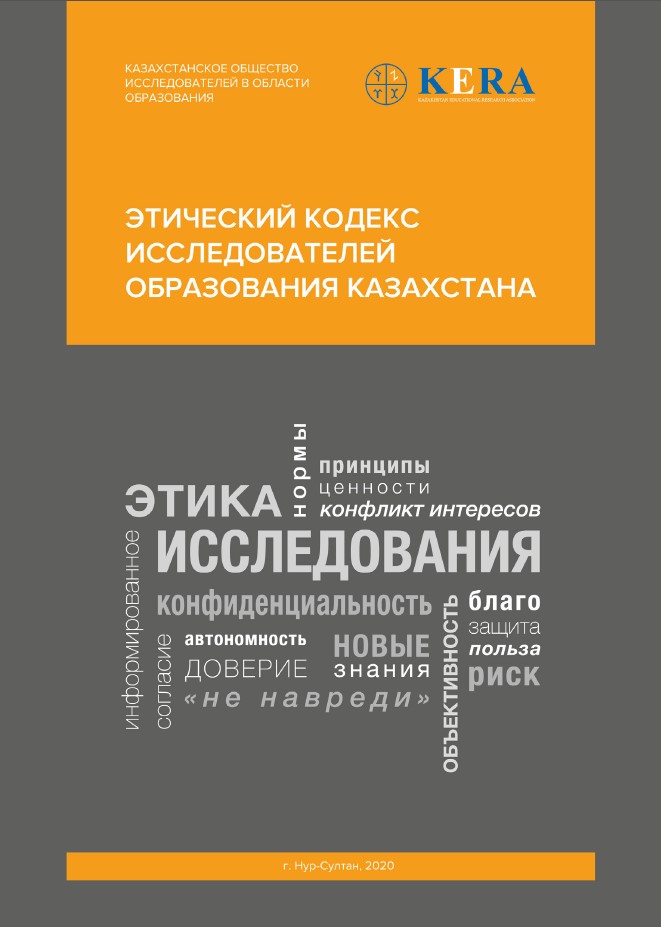 КАЗАХСТАНСКОЕ ОБЩЕСТВО
ИССЛЕДОВАТЕЛЕЙ В ОБЛАСТИ
ОБРАЗОВАНИЯ
KERA
KAZAKHSTAN EDUCATIONAL RESEARCH ASSOCIATION
ЭТИЧЕСКИЙ КОДЕКС
ИССЛЕДОВАТЕЛЕЙ
ОБРАЗОВАНИЯ КАЗАХСТАНА
нормы
принципы
ценности
конфликт интересов
ЭТИКА
ИССЛЕДОВАНИЯ
информированное
согласие
конфиденциальность
автономность
ДОВЕРИЕ
НОВЫЕ
знания
«не навреди»
ОБЪЕКТИВНОСТЬ
благо
защита
польза
риск
г. Нур-Султан, 2020